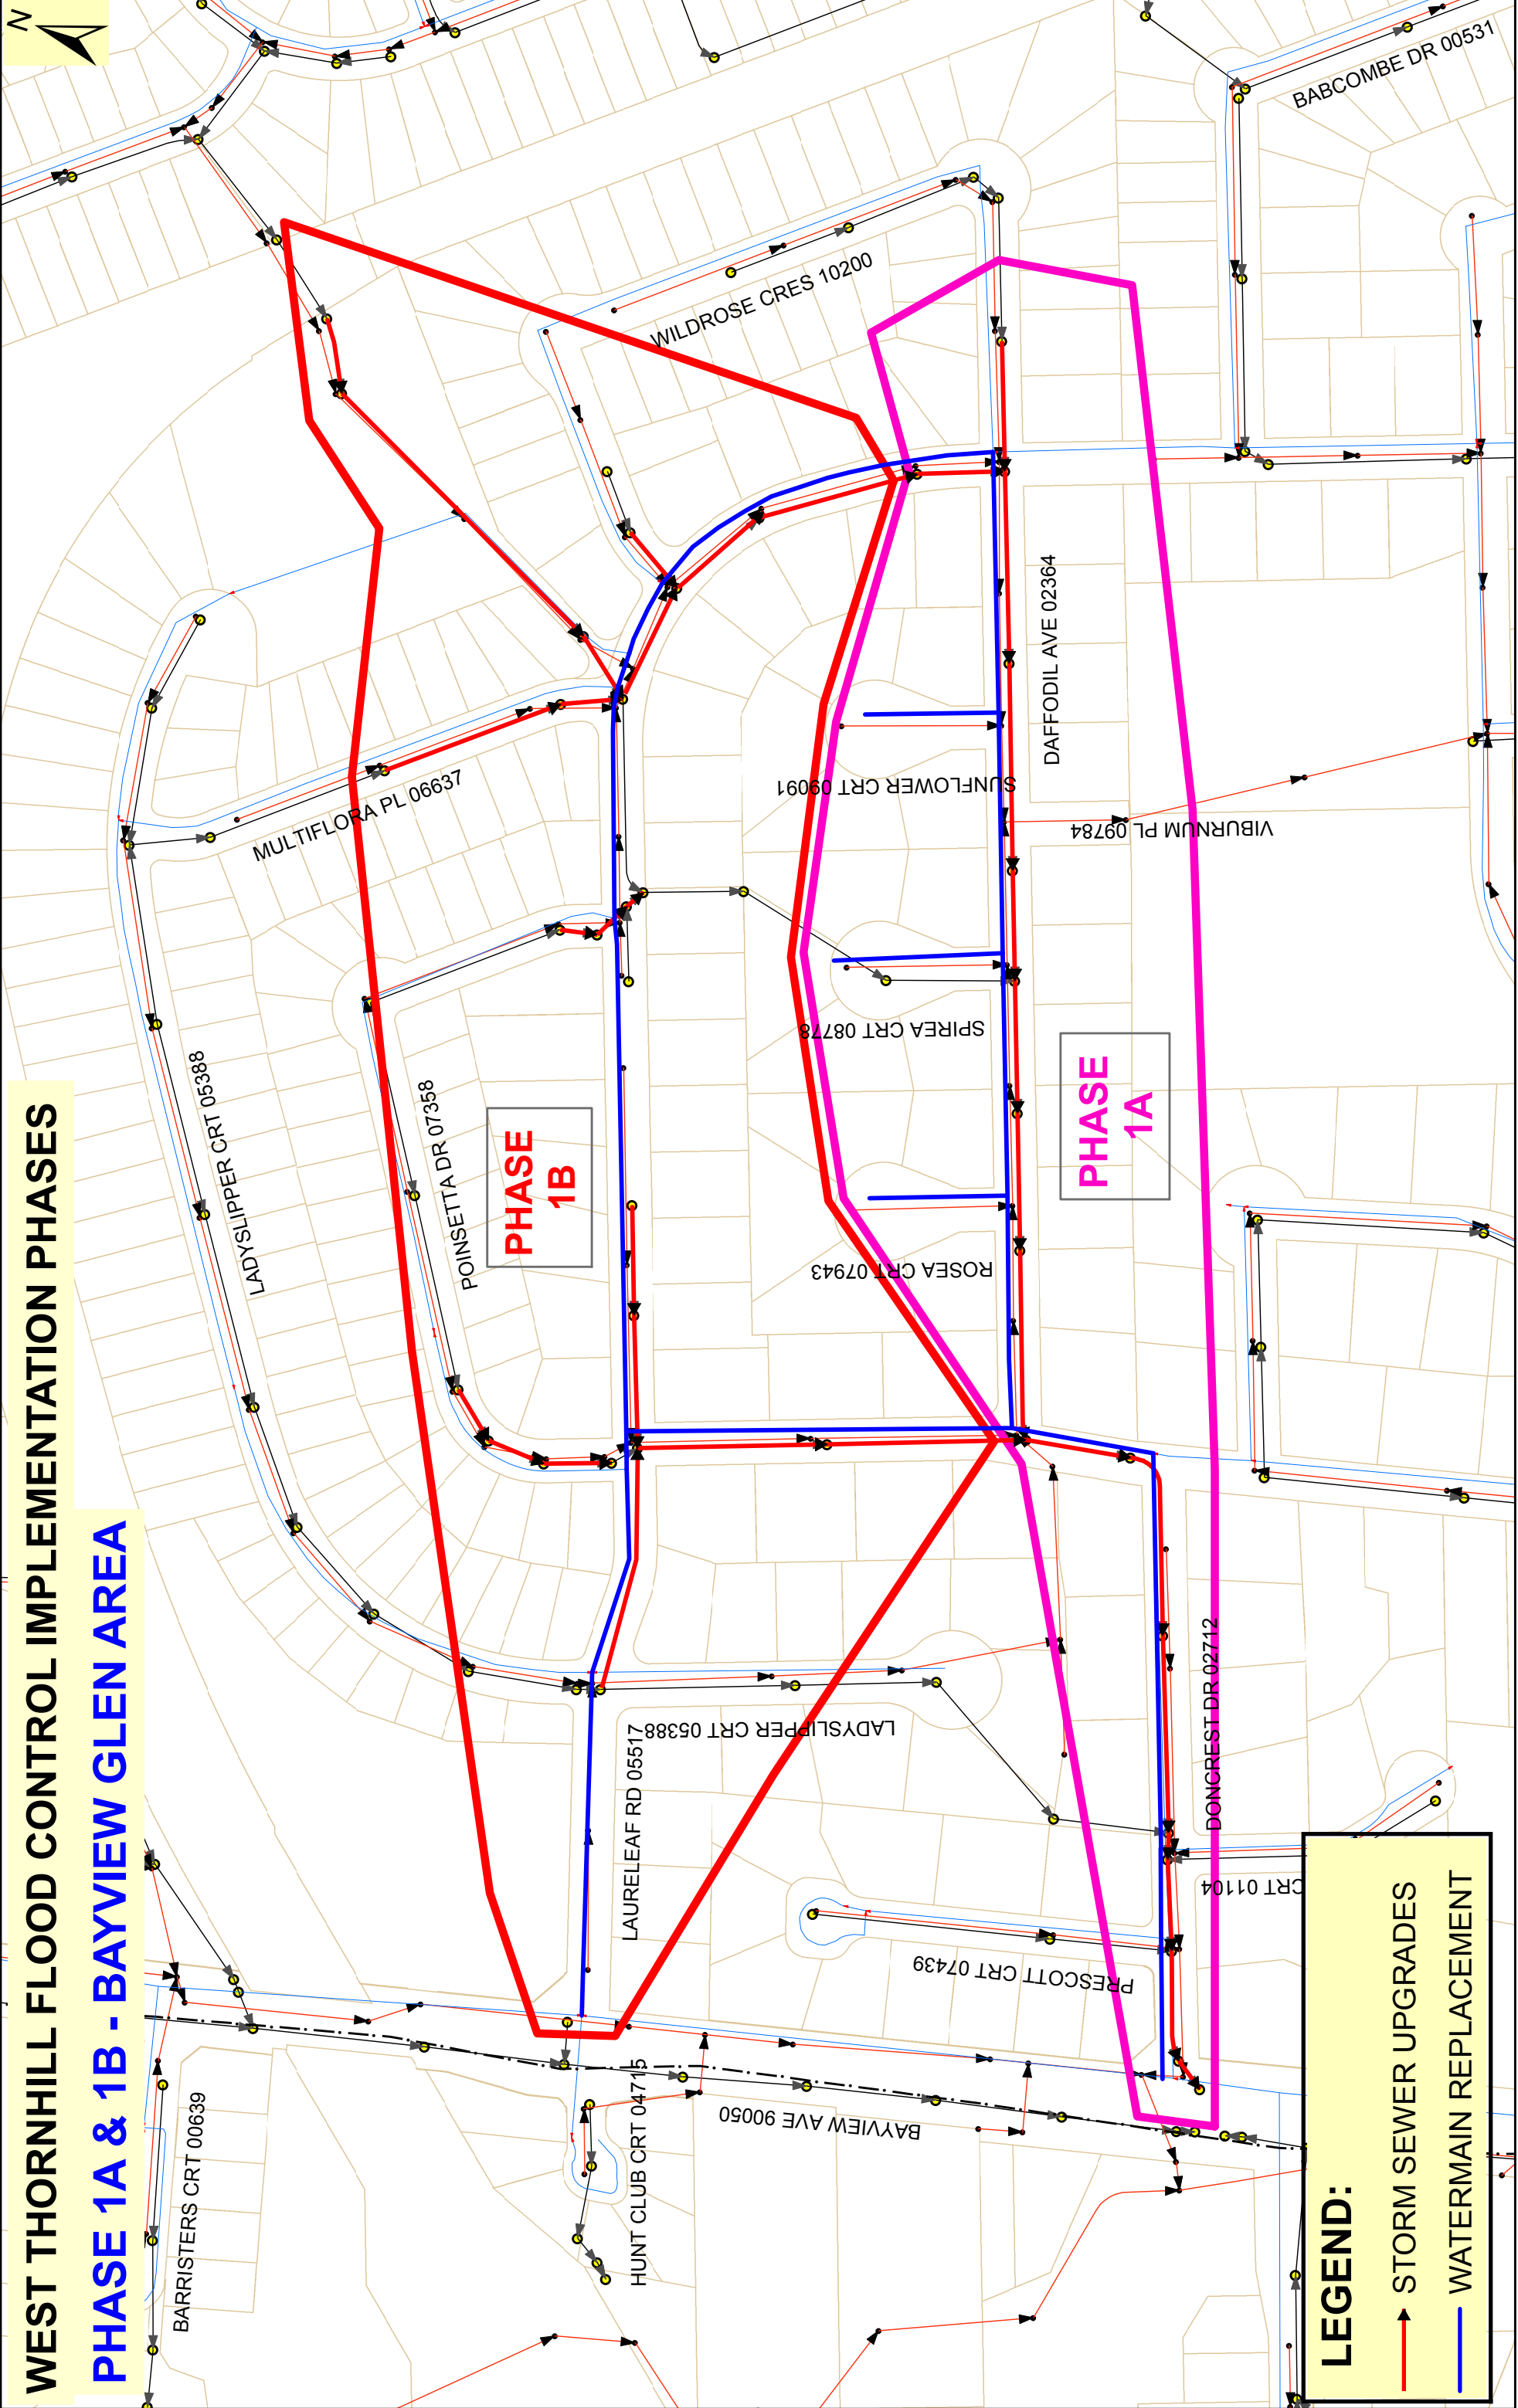 WEST THORNHILL FLOOD CONTROL IMPLEMENTATION PHASES
PHASE 1A & 1B - BAYVIEW GLEN AREA
N
BARRISTERS CRT 00639
LADYSLIPPER CRT 05388
MULTIFLORA PL 06637
POINSETTA DR 07358
PHASE
1B
WILDROSE CRES 10200
BABCOMBE DR 00531
HUNT CLUB CRT 04715
LAURELEAF RD 05517
LADYSLIPPER CRT 05388
BAYVIEW AVE 90050
PRESCOTT CRT 07439
ROSEA CRT 07943
SPIREA CRT 08778
SUNFLOWER CRT 09091
DAFFODIL AVE 02364
VIBURNUM PL 09784
PHASE
1A
DONCREST DR 02712
CRT 01104
LEGEND:
STORM SEWER UPGRADES
WATERMAIN REPLACEMENT